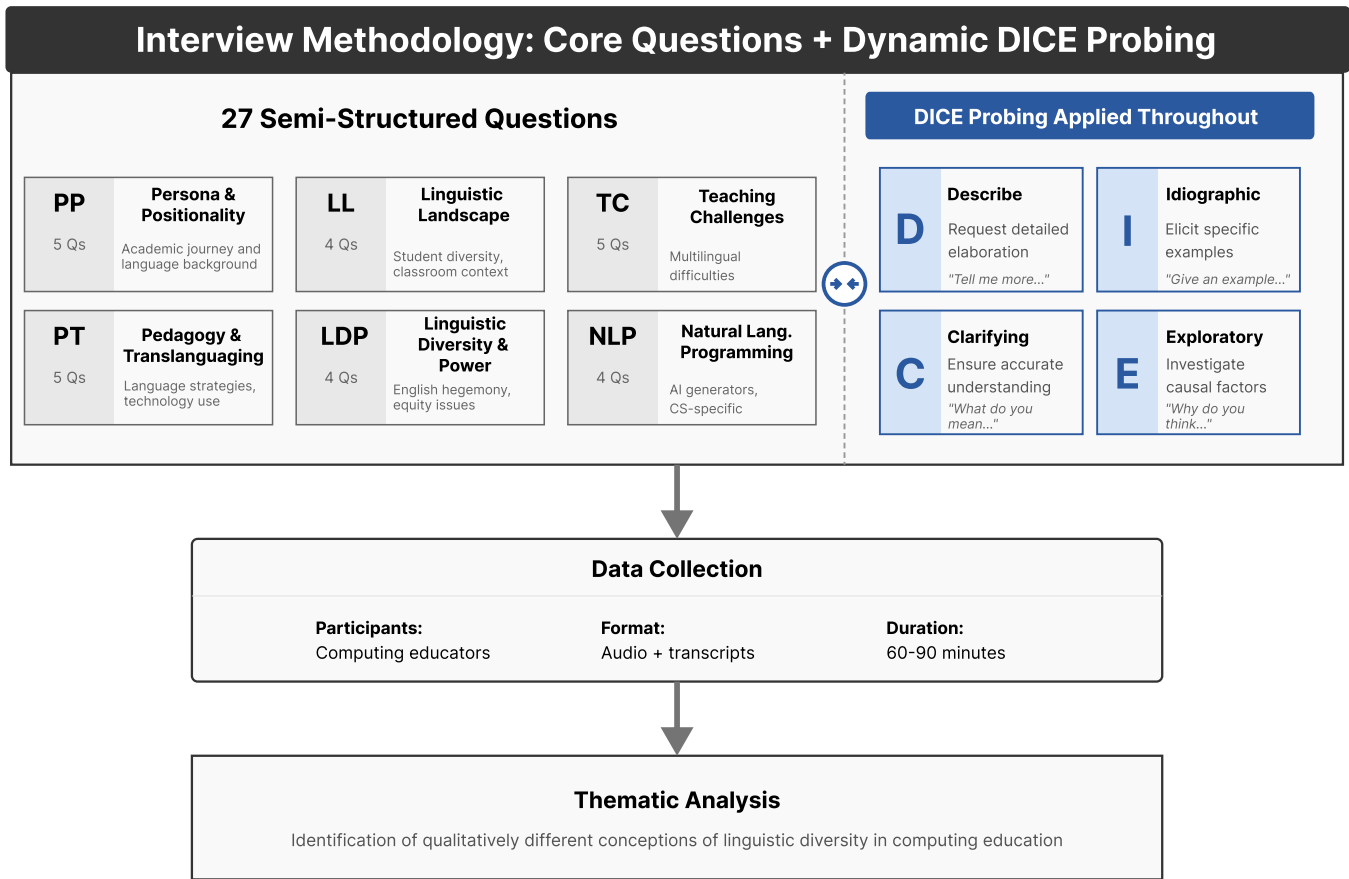 Interview Methodology: Core Questions + Dynamic DICE Probing
27 Semi-Structured Questions
PP
5 Qs
Persona &
Positionality
Academic journey and
language background
LL
4 Qs
Linguistic
Landscape
Student diversity,
classroom context
TC
5 Qs
Teaching
Challenges
Multilingual
difficulties
PT
5 Qs
Pedagogy &
Translanguaging
Language strategies,
technology use
LDP
4 Qs
Linguistic
Diversity &
Power
English hegemony,
equity issues
NLP
4 Qs
Natural Lang.
Programming
AI generators,
CS-specific
DICE Probing Applied Throughout
D
Describe
Request detailed
elaboration
"Tell me more..."
I
Idiographic
Elicit specific
examples
"Give an example..."
C
Clarifying
Ensure accurate
understanding
"What do you
mean..."
E
Exploratory
Investigate
causal factors
"Why do you
think..."
Data Collection
Participants:
Computing educators
Format:
Audio + transcripts
Duration:
60-90 minutes
Thematic Analysis
Identification of qualitatively different conceptions of linguistic diversity in computing education